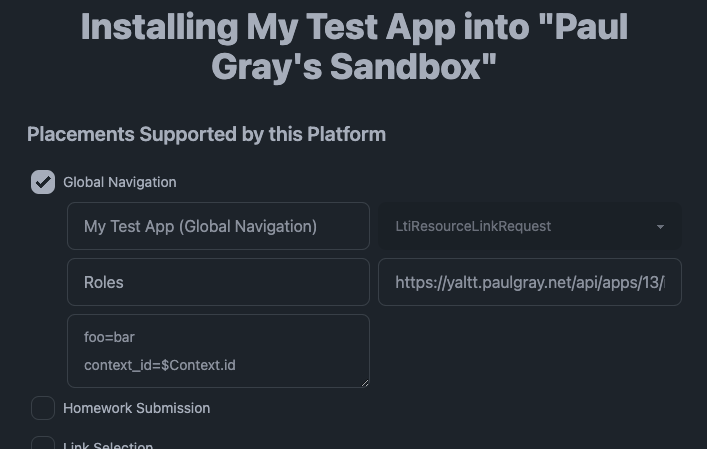 Installing My Test App into "Paul
Gray's Sandbox"
Placements Supported by this Platform
Global Navigation
My Test App (Global Navigation)
LtiResourceLinkRequest
Roles
https://yaltt.paulgray.net/api/apps/13/
foo=bar
context_id=$Context.id
Homework Submission
Link Selection